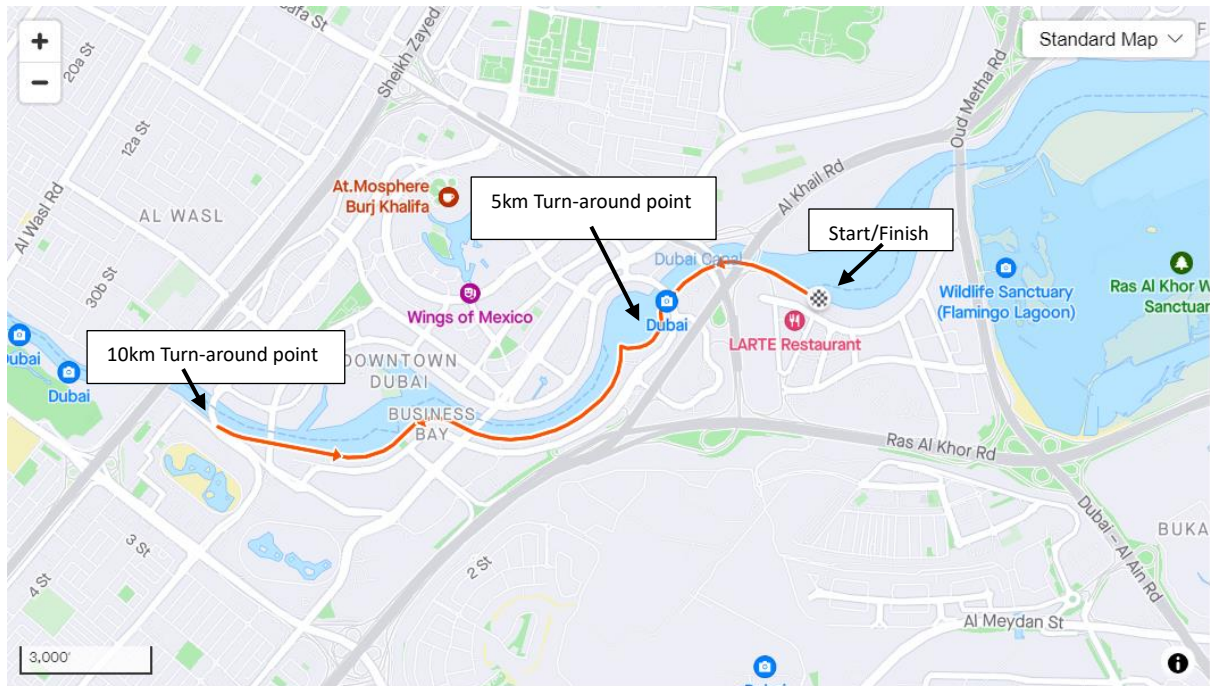 +
−
Standard Map
20a St
safa St
Sheikh Zayed
12a St
Al Wasl Rd
AL WASL
30b St
At.Mosphere
Burj Khalifa
5km Turn-around point
Al Khail Rd
Oud Metha Rd
Start/Finish
Dubai Canal
Dubai
Wings of Mexico
LARTE Restaurant
Wildlife Sanctuary
(Flamingo Lagoon)
Ras Al Khor W
Sanctuar
10km Turn-around point
Dubai
Dubai
DOWNTOWN
DUBAI
BUSINESS
BAY
Ras Al Khor Rd
Dubai – Al Ain Rd
BUKA
3 St
4 St
2 St
Al Meydan St
3,000'